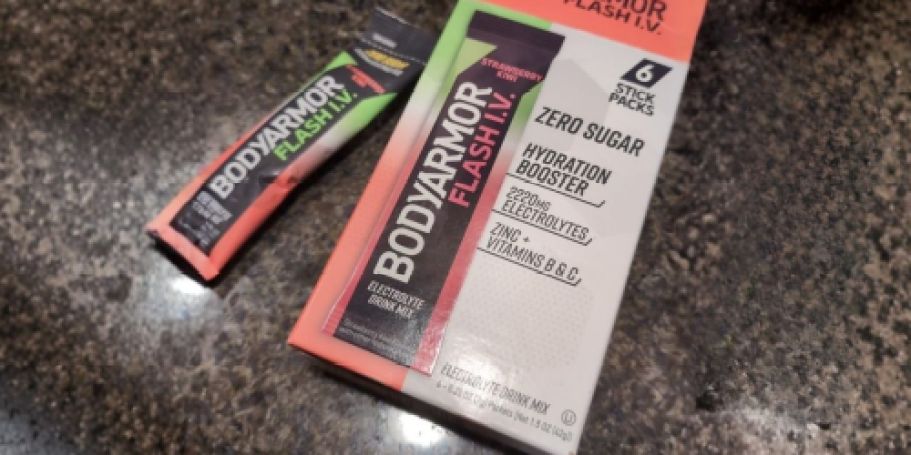 BODYARMOR
FLASH I.V.
BODYARMOR
FLASH I.V.
6
STICK
PACKS
STRAWBERRY
KIWI
BODYARMOR
FLASH I.V.
ELECTROLYTE
DRINK MIX
ZERO SUGAR
HYDRATION
BOOSTER
2220MG
ELECTROLYTES
ZINC +
VITAMINS B & C
ELECTROLYTE DRINK MIX
U